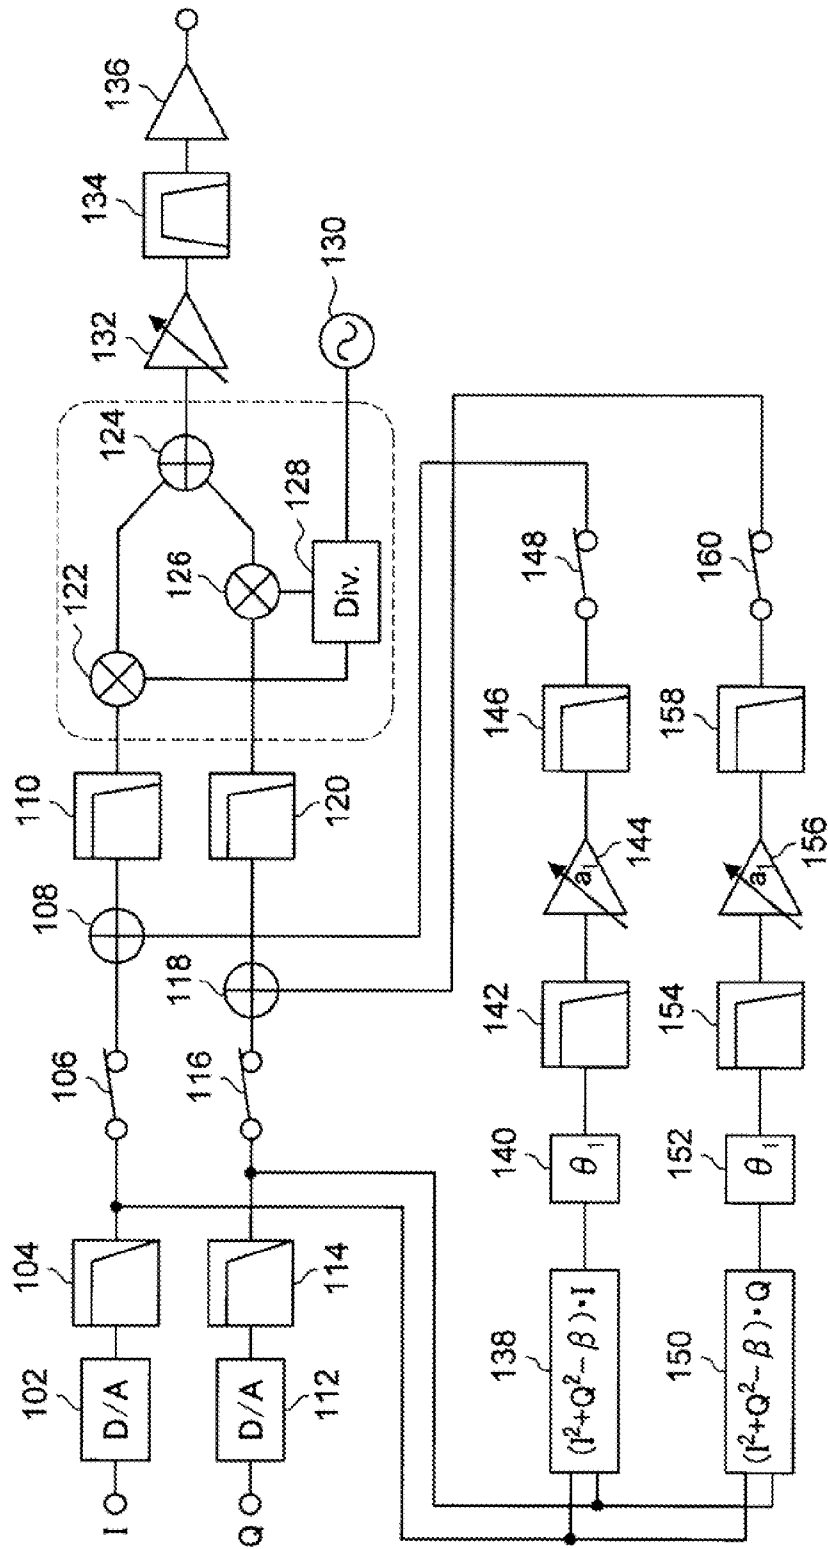 I
102
D/A
104
106
108
110
122
124
132
134
136
Q
112
D/A
114
116
118
120
126
128
Div.
130
138
(I²+Q²−β)•I
140
θ₁
142
144
a₁
146
148
150
(I²+Q²−β)•Q
152
θ₁
154
156
a₁
158
160